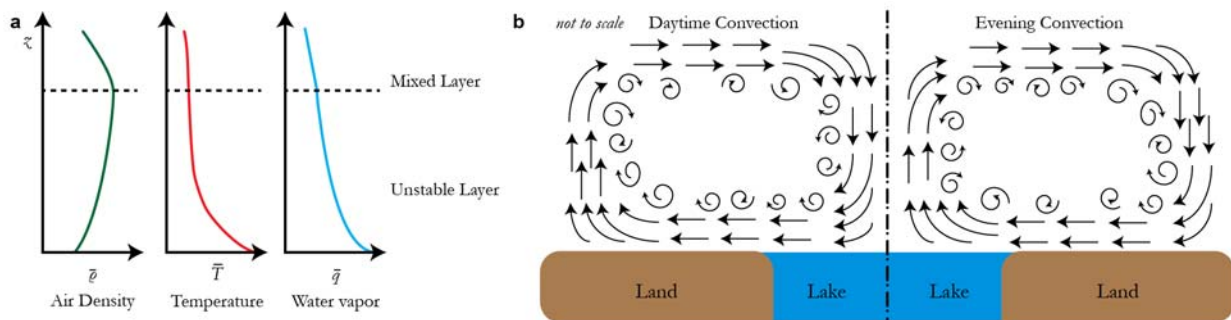 a
z̄
Mixed Layer
Unstable Layer
ϱ̄
T̄
q̄
Air Density
Temperature
Water vapor
b
not to scale
Daytime Convection
Evening Convection
Land
Lake
Lake
Land